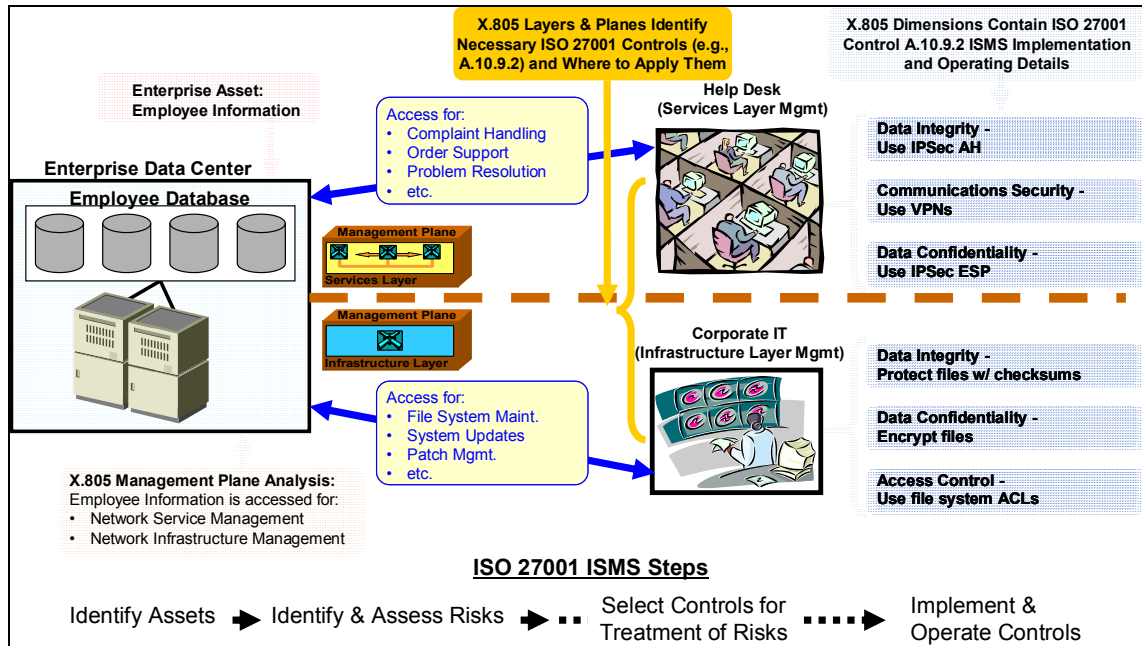 X.805 Layers & Planes Identify
Necessary ISO 27001 Controls (e.g.,
A.10.9.2) and Where to Apply Them
X.805 Dimensions Contain ISO 27001
Control A.10.9.2 ISMS Implementation
and Operating Details
Enterprise Asset:
Employee Information
Enterprise Data Center
Employee Database
Access for:
• Complaint Handling
• Order Support
• Problem Resolution
• etc.
Help Desk
(Services Layer Mgmt)
Data Integrity -
Use IPSec AH
Communications Security -
Use VPNs
Data Confidentiality -
Use IPSec ESP
Management Plane
Services Layer
Management Plane
Infrastructure Layer
Corporate IT
(Infrastructure Layer Mgmt)
Access for:
• File System Maint.
• System Updates
• Patch Mgmt.
• etc.
Data Integrity -
Protect files w/ checksums
Data Confidentiality -
Encrypt files
Access Control -
Use file system ACLs
X.805 Management Plane Analysis:
Employee Information is accessed for:
• Network Service Management
• Network Infrastructure Management
ISO 27001 ISMS Steps
Identify Assets
Identify & Assess Risks
Select Controls for
Treatment of Risks
Implement &
Operate Controls